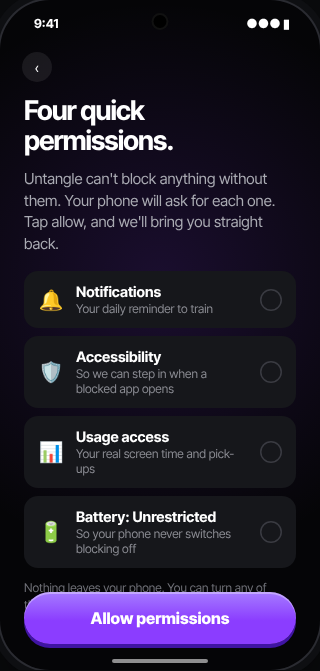 9:41
‹
Four quick
permissions.
Untangle can't block anything without
them. Your phone will ask for each one.
Tap allow, and we'll bring you straight
back.
Notifications
Your daily reminder to train
Accessibility
So we can step in when a
blocked app opens
Usage access
Your real screen time and pick-
ups
Battery: Unrestricted
So your phone never switches
blocking off
Nothing leaves your phone. You can turn any of
Allow permissions